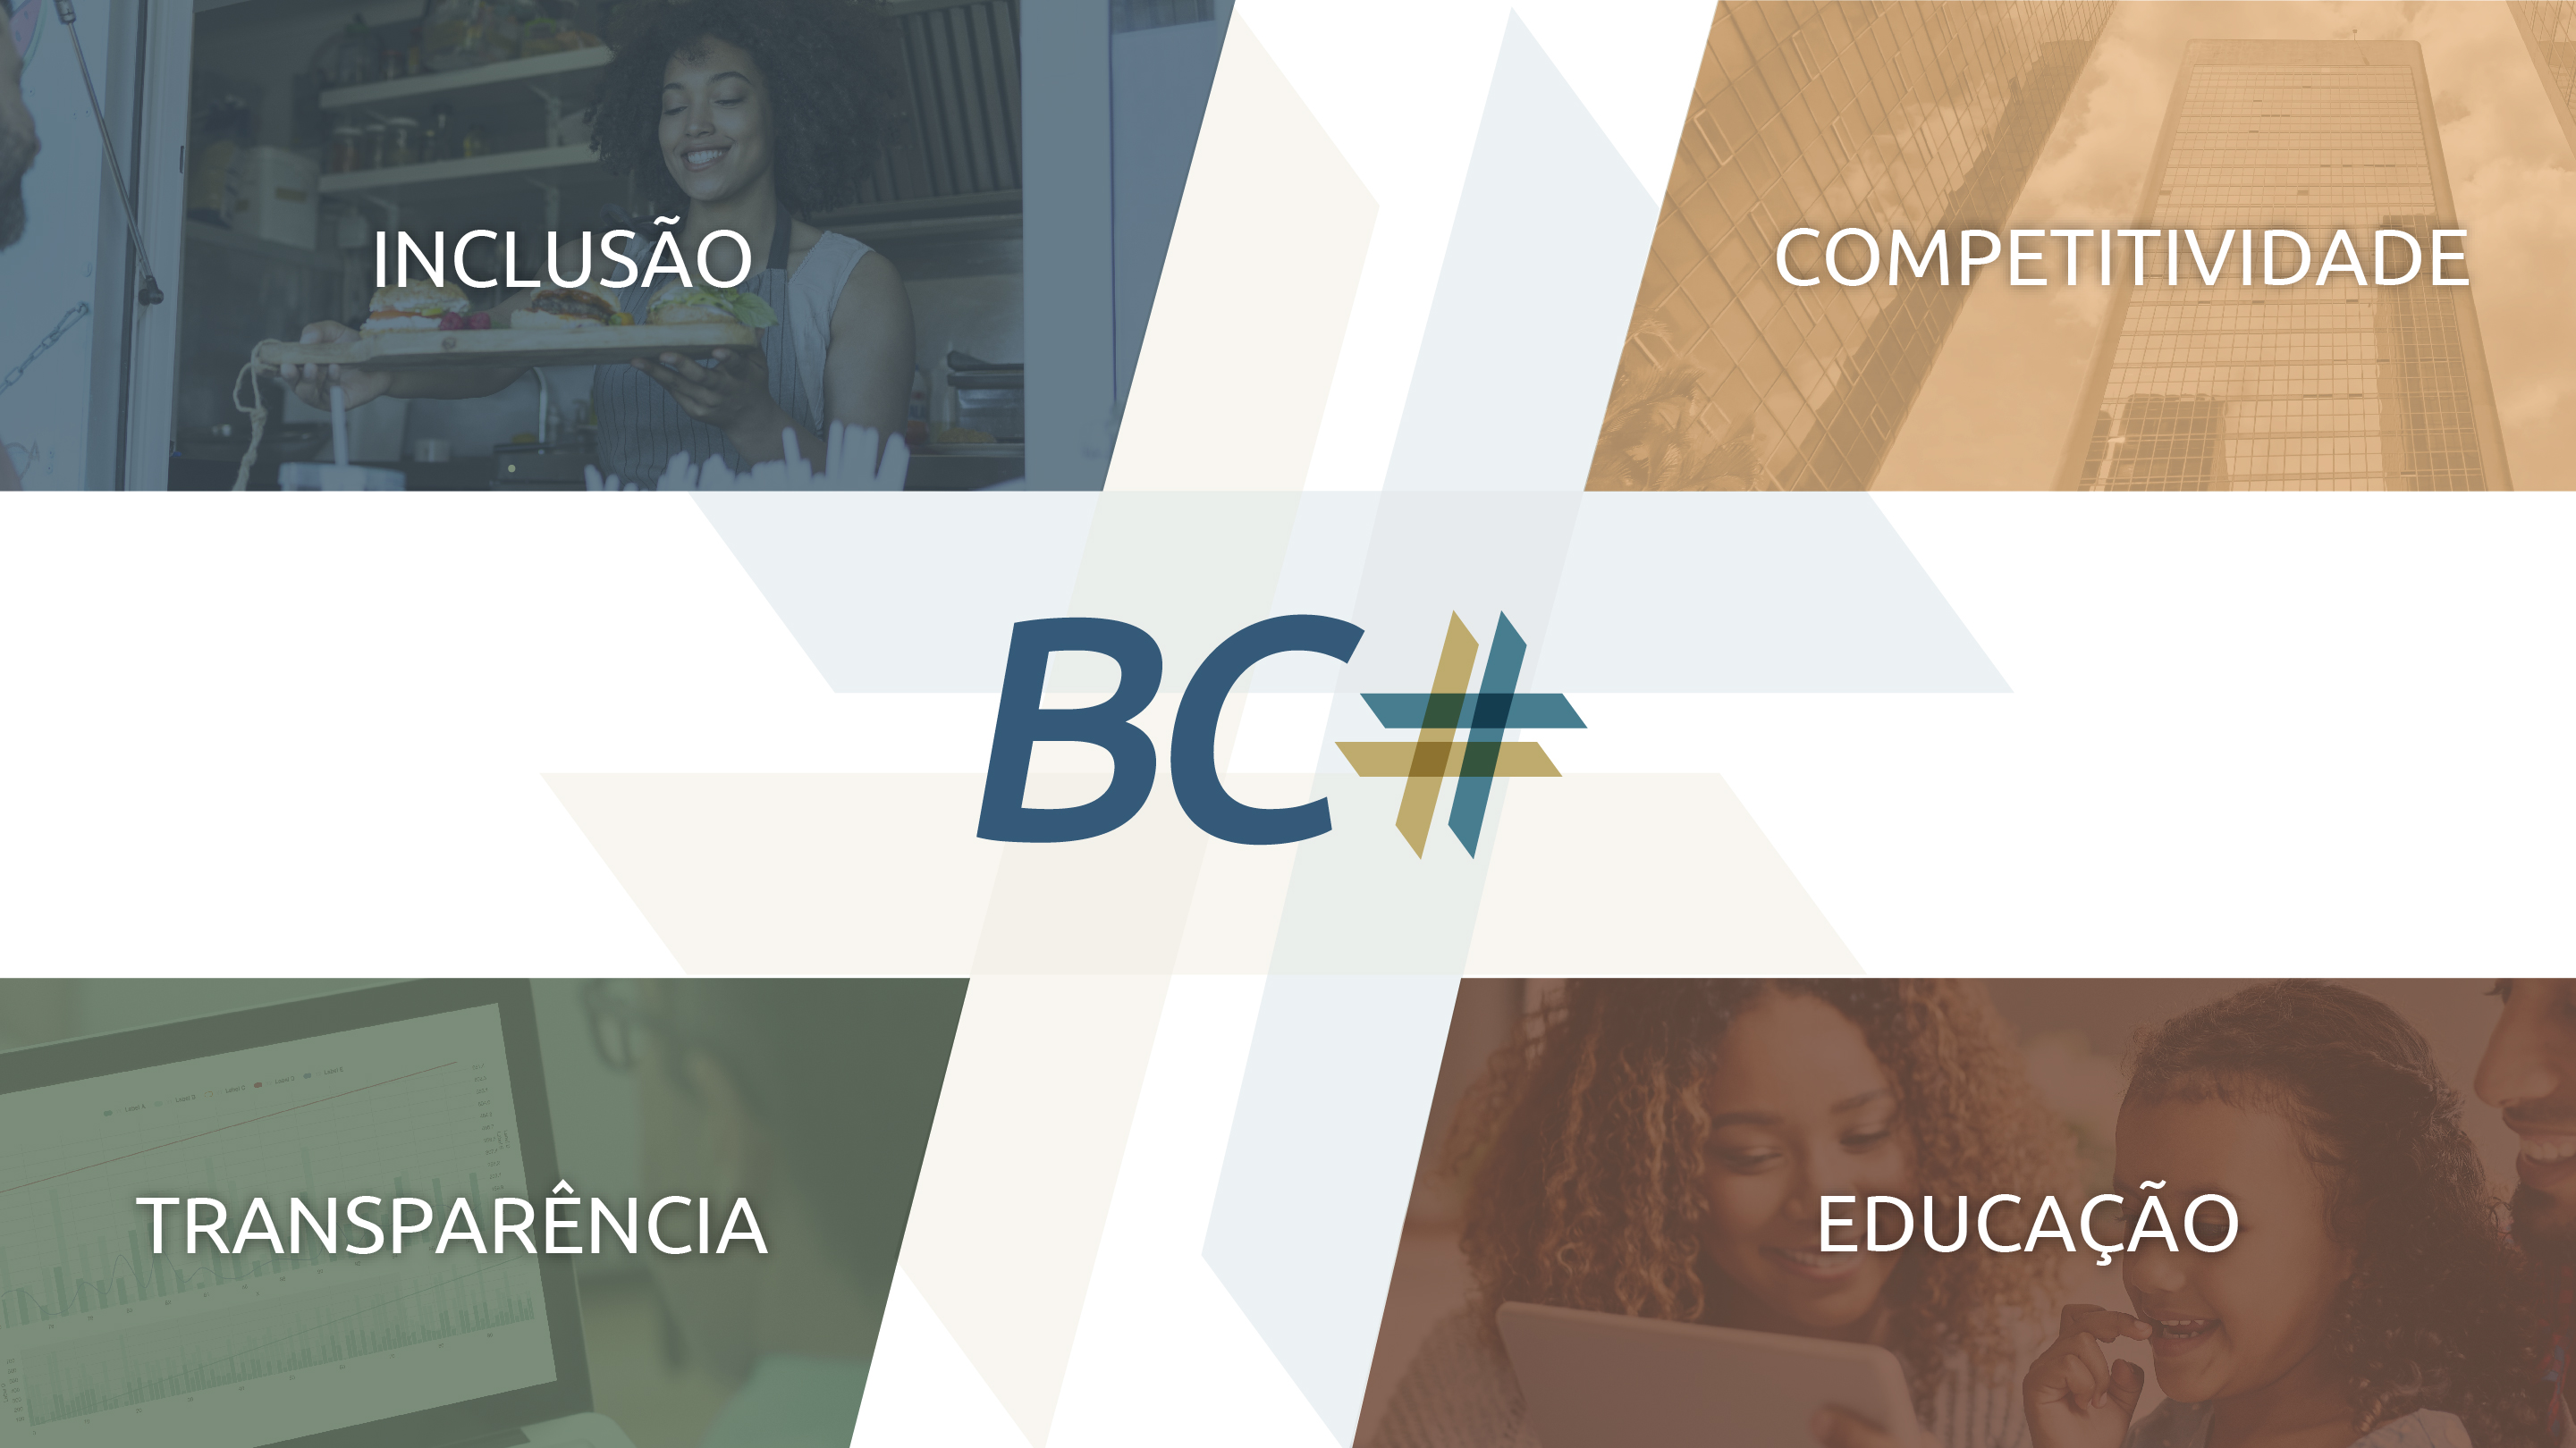 INCLUSÃO
COMPETITIVIDADE
BC#
TRANSPARÊNCIA
EDUCAÇÃO